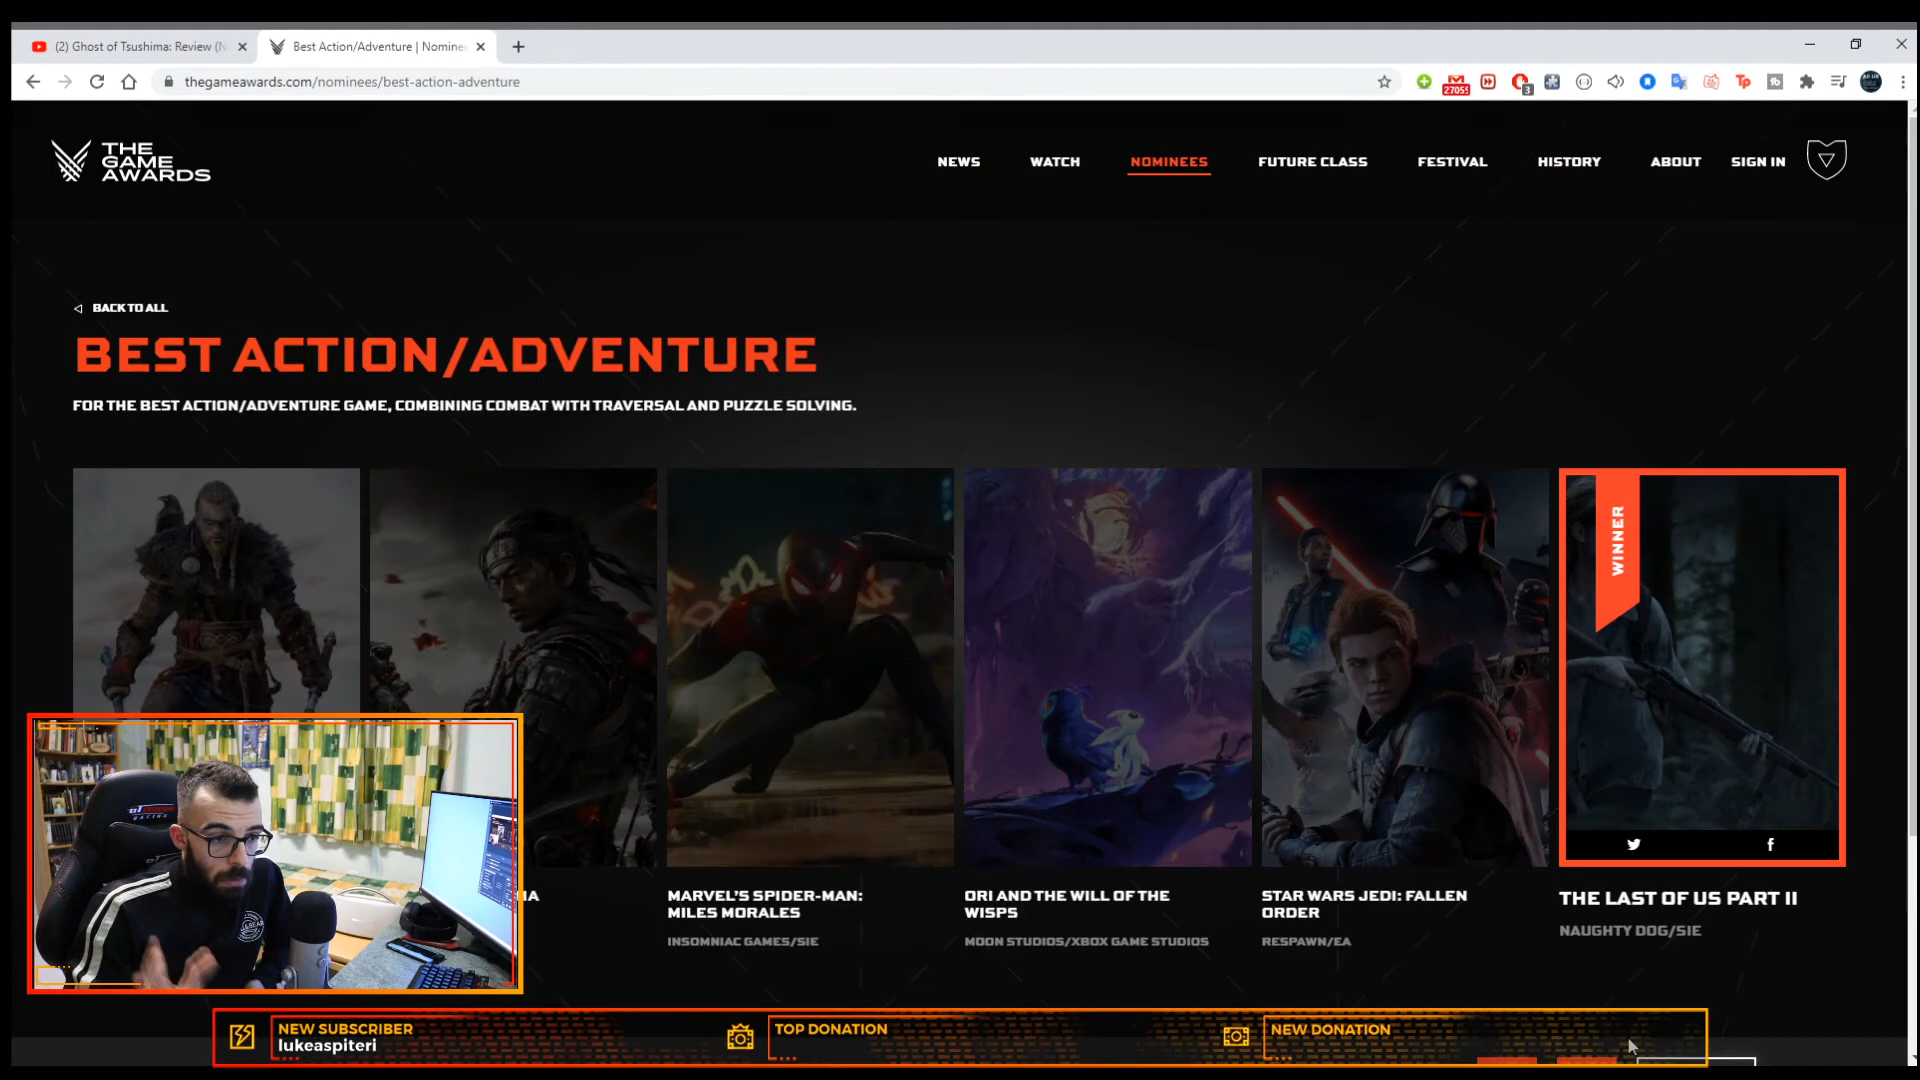 (2) Ghost of Tsushima: Review (N
Best Action/Adventure | Nomine
thegameawards.com/nominees/best-action-adventure
27055
3
THE GAME AWARDS
NEWS
WATCH
NOMINEES
FUTURE CLASS
FESTIVAL
HISTORY
ABOUT
SIGN IN
BACK TO ALL
BEST ACTION/ADVENTURE
FOR THE BEST ACTION/ADVENTURE GAME, COMBINING COMBAT WITH TRAVERSAL AND PUZZLE SOLVING.
WINNER
MARVEL'S SPIDER-MAN:
MILES MORALES
INSOMNIAC GAMES/SIE
ORI AND THE WILL OF THE
WISPS
MOON STUDIOS/XBOX GAME STUDIOS
STAR WARS JEDI: FALLEN
ORDER
RESPAWN/EA
THE LAST OF US PART II
NAUGHTY DOG/SIE
NEW SUBSCRIBER
lukeaspiteri
TOP DONATION
NEW DONATION